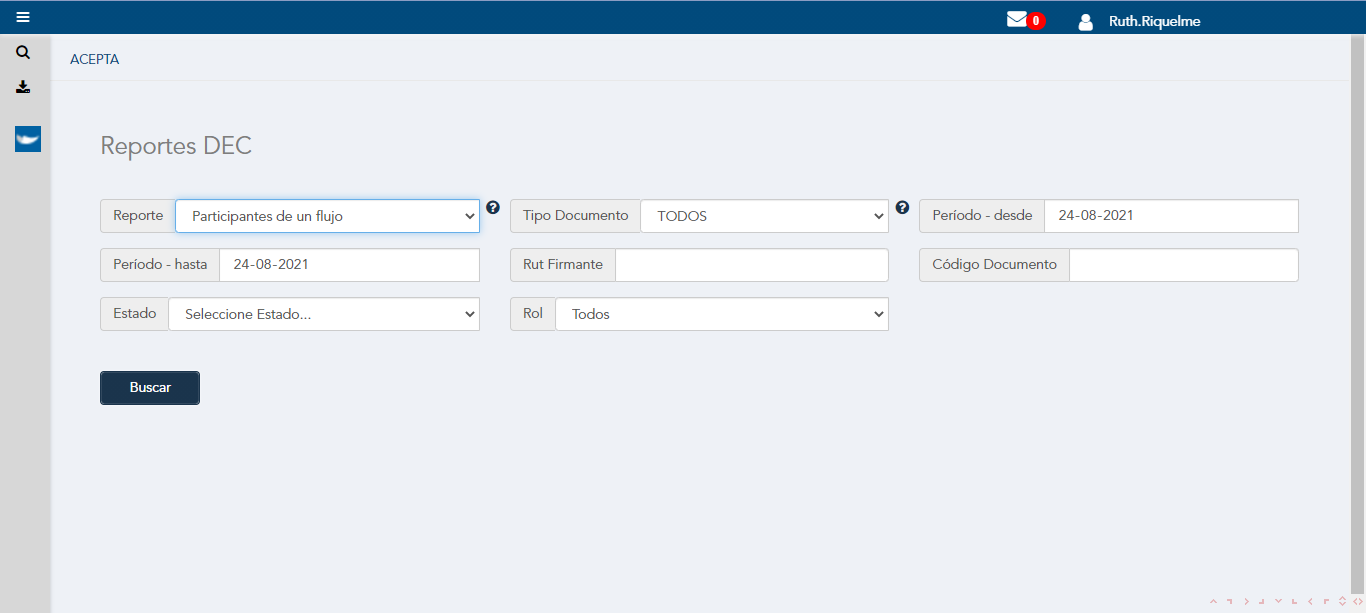 0 Ruth.Riquelme
ACEPTA
Reportes DEC
Reporte Participantes de un flujo Tipo Documento TODOS Período - desde 24-08-2021
Período - hasta 24-08-2021 Rut Firmante Código Documento
Estado Seleccione Estado... Rol Todos
Buscar